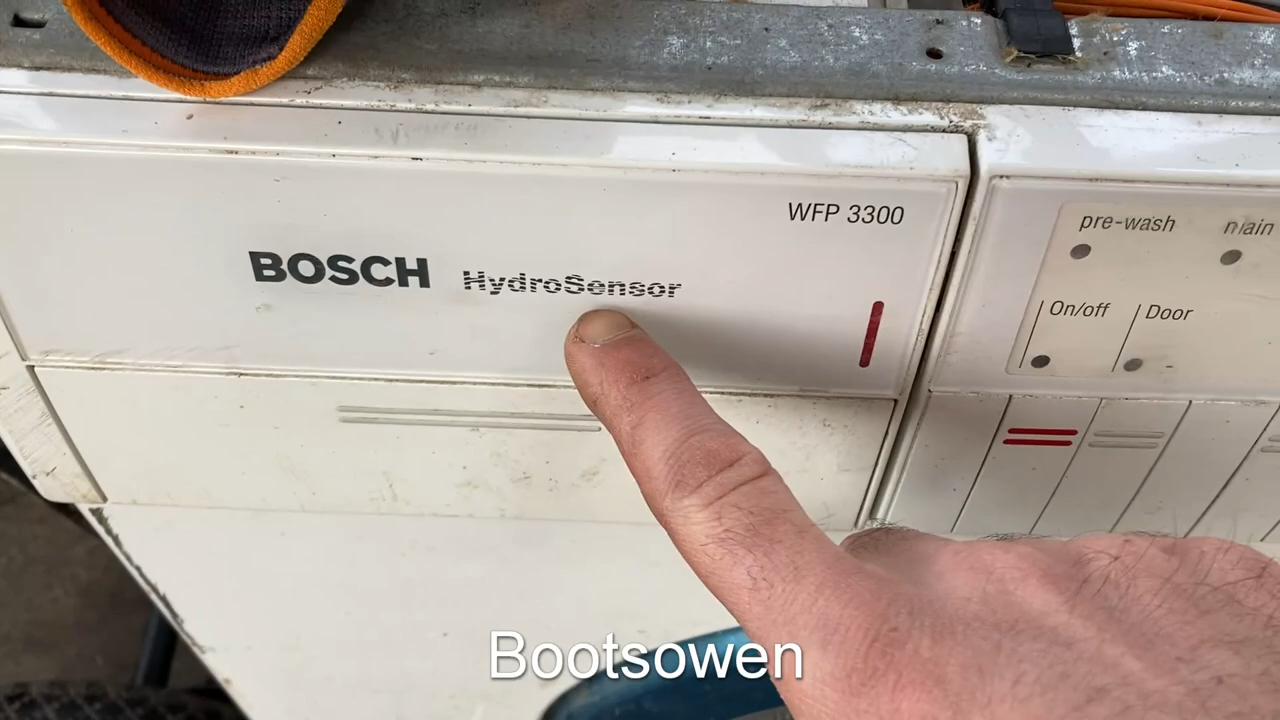 WFP 3300
BOSCH HydroSensor
pre-wash main
On/off Door
Bootsowen